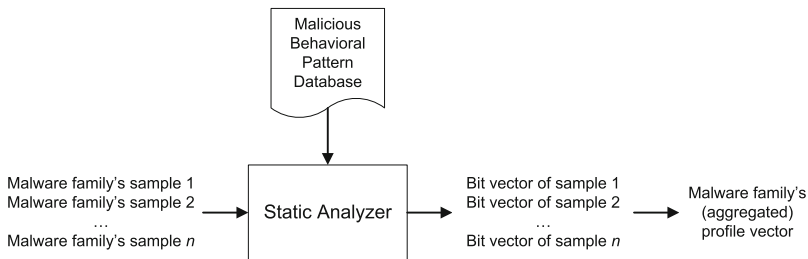 Malicious
Behavioral
Pattern
Database
Malware family's sample 1
Malware family's sample 2
...
Malware family's sample n
Static Analyzer
Bit vector of sample 1
Bit vector of sample 2
...
Bit vector of sample n
Malware family's
(aggregated)
profile vector